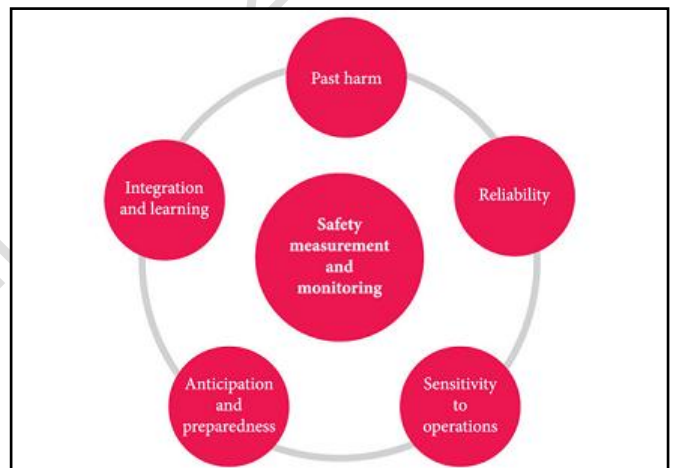 Past harm
Reliability
Sensitivity
to
operations
Anticipation
and
preparedness
Integration
and learning
Safety
measurement
and
monitoring